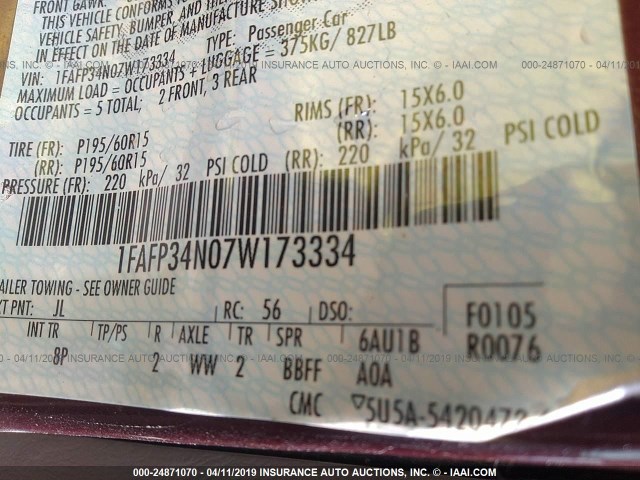 FRONT GAWR:
THIS VEHICLE CONFORMS
VEHICLE SAFETY, BUMPER, AND
IN EFFECT ON THE DATE OF MANUFACTURE
VIN: 1FAFP34N07W173334 TYPE: Passenger Car
MAXIMUM LOAD = OCCUPANTS + LUGGAGE = 375KG/ 827LB
OCCUPANTS = 5 TOTAL; 2 FRONT, 3 REAR
TIRE (FR): P195/60R15 RIMS (FR): 15X6.0
(RR): P195/60R15 (RR): 15X6.0
PRESSURE (FR): 220 kPa/ 32 PSI COLD (RR): 220 kPa/ 32 PSI COLD
1FAFP34N07W173334
AILER TOWING - SEE OWNER GUIDE
XT PNT: JL RC: 56 DSO: F0105
INT TR TP/PS R AXLE TR SPR 6AU1B R0076
8P 2 WW 2 BBFF A0A
CMC ▽5U5A-5420472
000-24871070 - 04/11/2019 INSURANCE AUTO AUCTIONS, INC. - © IAAI.COM